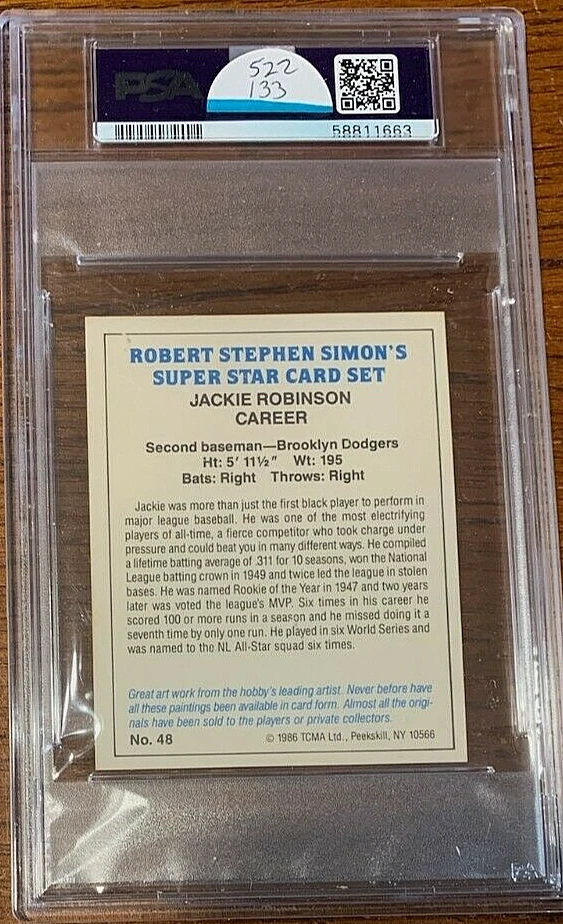 PSA
522
133
58811663
ROBERT STEPHEN SIMON'S
SUPER STAR CARD SET
JACKIE ROBINSON
CAREER
Second baseman—Brooklyn Dodgers
Ht: 5' 11½" Wt: 195
Bats: Right Throws: Right
Jackie was more than just the first black player to perform in
major league baseball. He was one of the most electrifying
players of all-time, a fierce competitor who took charge under
pressure and could beat you in many different ways. He compiled
a lifetime batting average of .311 for 10 seasons, won the National
League batting crown in 1949 and twice led the league in stolen
bases. He was named Rookie of the Year in 1947 and two years
later was voted the league's MVP. Six times in his career he
scored 100 or more runs in a season and he missed doing it a
seventh time by only one run. He played in six World Series and
was named to the NL All-Star squad six times.
Great art work from the hobby's leading artist. Never before have
all these paintings been available in card form. Almost all the origi-
nals have been sold to the players or private collectors.
No. 48 © 1986 TCMA Ltd., Peekskill, NY 10566